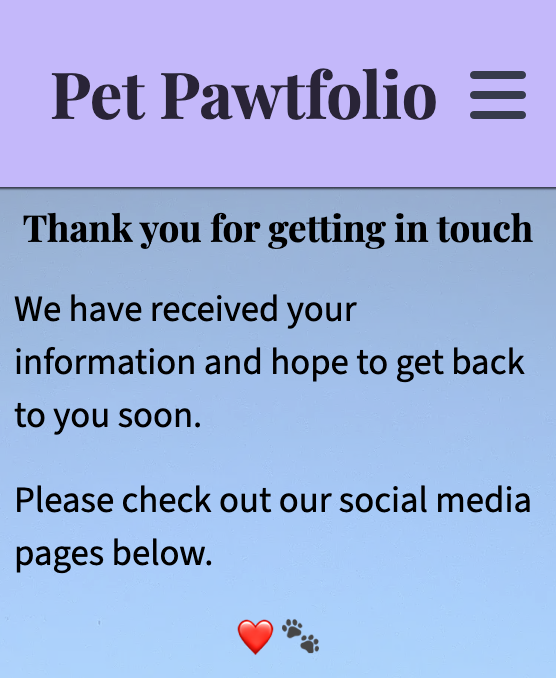 Pet Pawtfolio
Thank you for getting in touch
We have received your
information and hope to get back
to you soon.
Please check out our social media
pages below.
❤️🐾